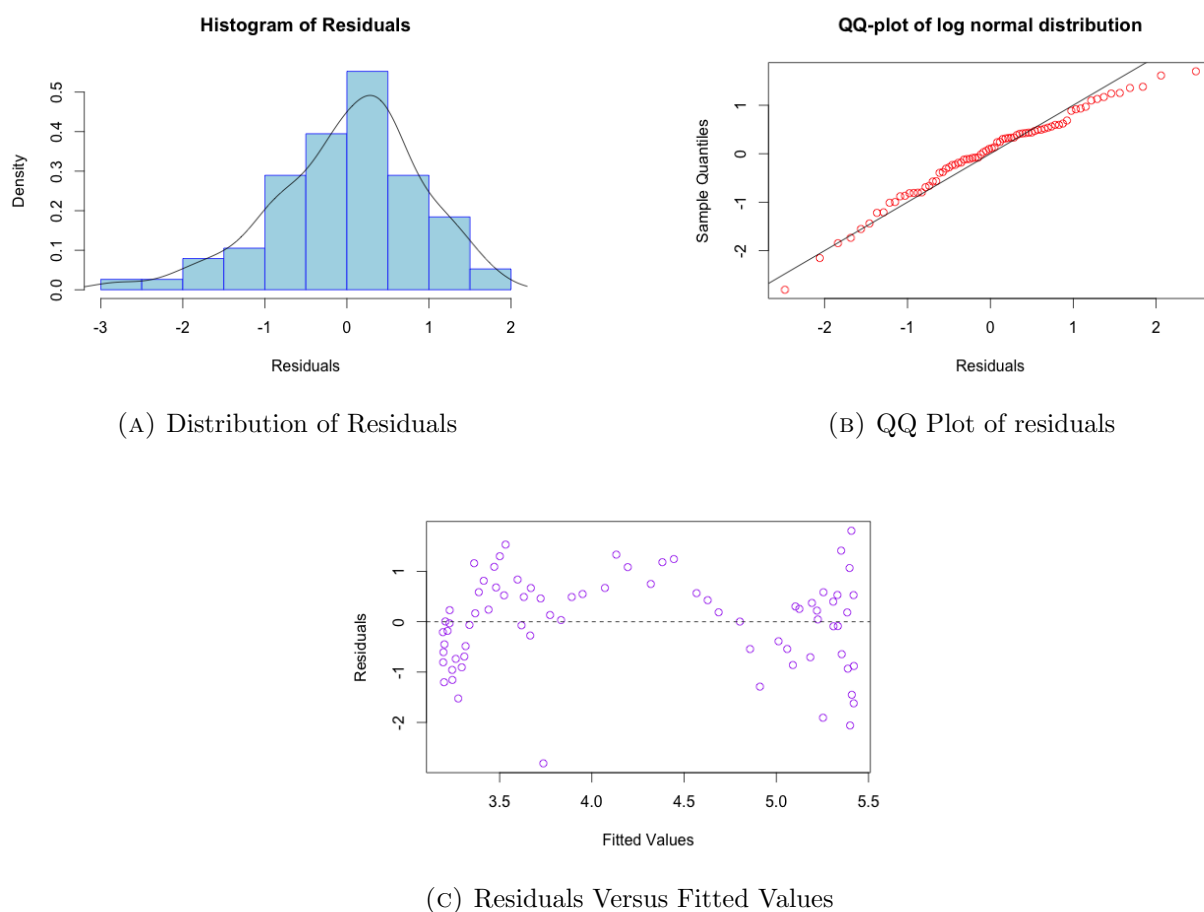 Histogram of Residuals
Density
0.0 0.1 0.2 0.3 0.4 0.5
-3 -2 -1 0 1 2
Residuals
(A) Distribution of Residuals
QQ-plot of log normal distribution
Sample Quantiles
-2 -1 0 1
-2 -1 0 1 2
Residuals
(B) QQ Plot of residuals
Residuals
-2 -1 0 1
3.5 4.0 4.5 5.0 5.5
Fitted Values
(C) Residuals Versus Fitted Values